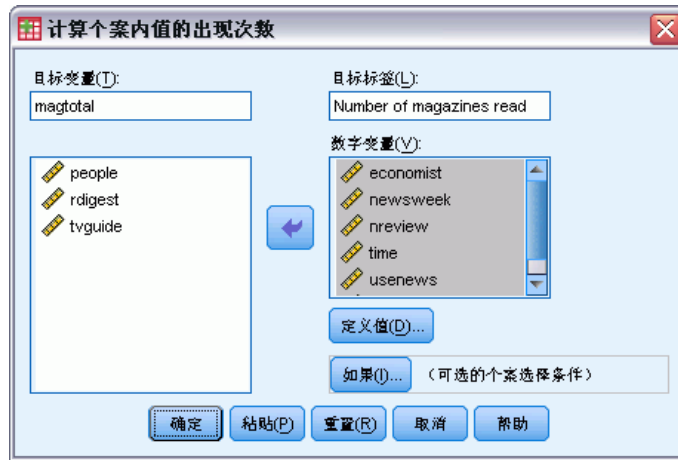 计算个案内值的出现次数
目标变量(T):
magtotal
目标标签(L):
Number of magazines read
people
rdigest
tvguide
数字变量(V):
economist
newsweek
nreview
time
usenews
定义值(D)...
如果(I)...
（可选的个案选择条件）
确定
粘贴(P)
重置(R)
取消
帮助